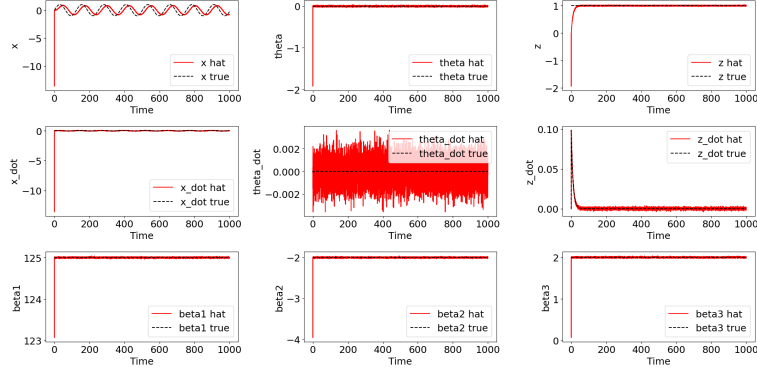 x
0
−5
−10
x hat
x true
0 200 400 600 800 1000
Time
theta
0
−1
−2
theta hat
theta true
0 200 400 600 800 1000
Time
z
1
0
−1
−2
z hat
z true
0 200 400 600 800 1000
Time
x_dot
0
−5
−10
x_dot hat
x_dot true
0 200 400 600 800 1000
Time
theta_dot
0.002
0.000
−0.002
theta_dot hat
theta_dot true
0 200 400 600 800 1000
Time
z_dot
0.10
0.05
0.00
z_dot hat
z_dot true
0 200 400 600 800 1000
Time
beta1
125
124
123
beta1 hat
beta1 true
0 200 400 600 800 1000
Time
beta2
−2
−3
−4
beta2 hat
beta2 true
0 200 400 600 800 1000
Time
beta3
2
1
0
beta3 hat
beta3 true
0 200 400 600 800 1000
Time